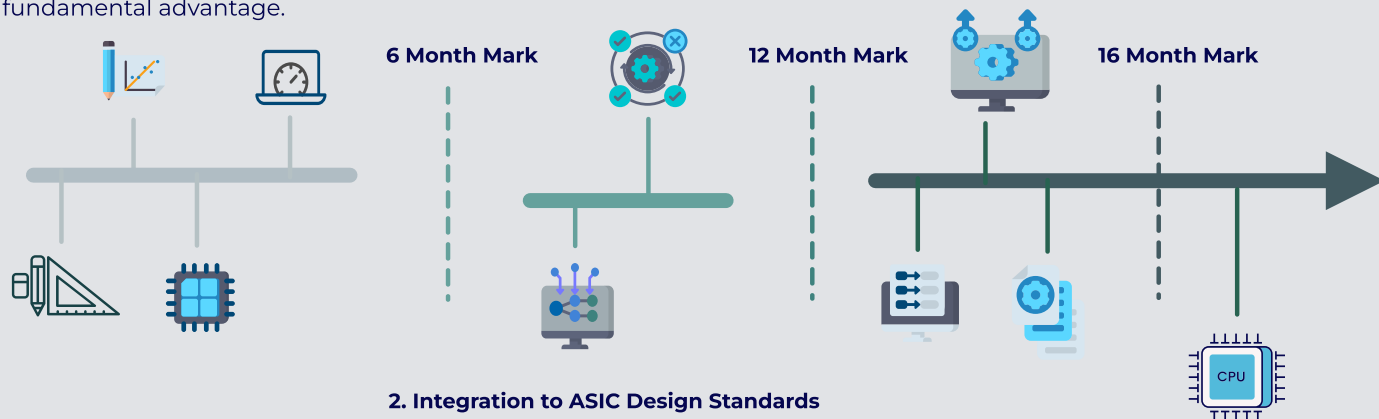 fundamental advantage.
6 Month Mark
12 Month Mark
16 Month Mark
CPU
2. Integration to ASIC Design Standards